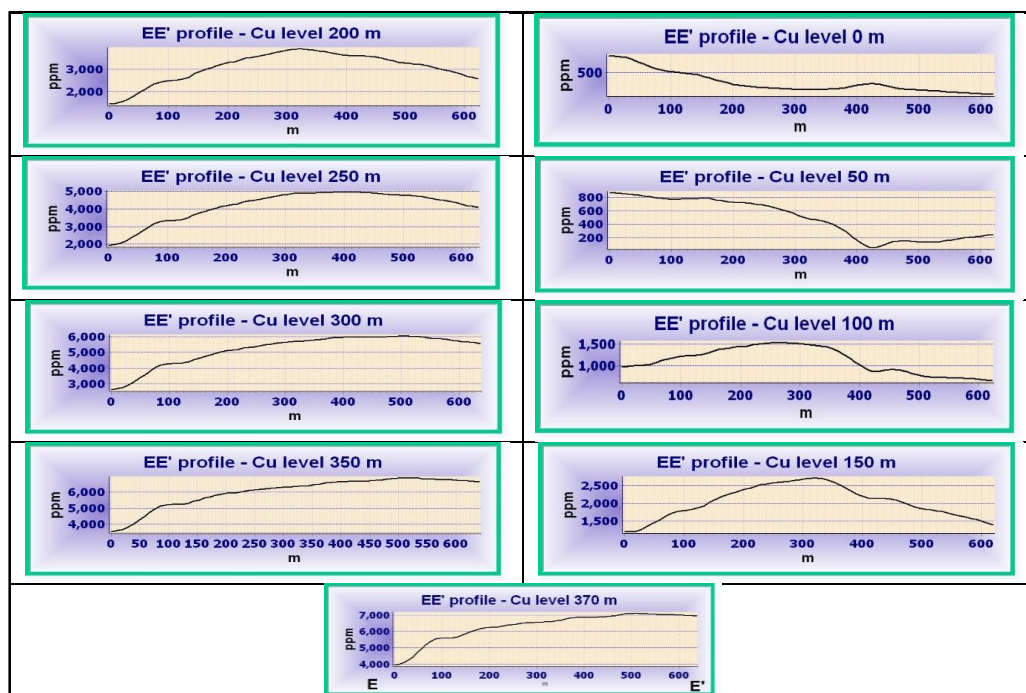 EE' profile - Cu level 200 m
ppm
3,000
2,000
0 100 200 300 400 500 600
m
EE' profile - Cu level 0 m
ppm
500
0 100 200 300 400 500 600
m
EE' profile - Cu level 250 m
ppm
5,000
4,000
3,000
2,000
0 100 200 300 400 500 600
m
EE' profile - Cu level 50 m
ppm
800
600
400
200
0 100 200 300 400 500 600
m
EE' profile - Cu level 300 m
ppm
6,000
5,000
4,000
3,000
0 100 200 300 400 500 600
m
EE' profile - Cu level 100 m
ppm
1,500
1,000
0 100 200 300 400 500 600
m
EE' profile - Cu level 350 m
ppm
6,000
5,000
4,000
0 50 100 150 200 250 300 350 400 450 500 550 600
m
EE' profile - Cu level 150 m
ppm
2,500
2,000
1,500
0 100 200 300 400 500 600
m
EE' profile - Cu level 370 m
ppm
7,000
6,000
5,000
4,000
0 100 200 300 400 500 600
E m E'